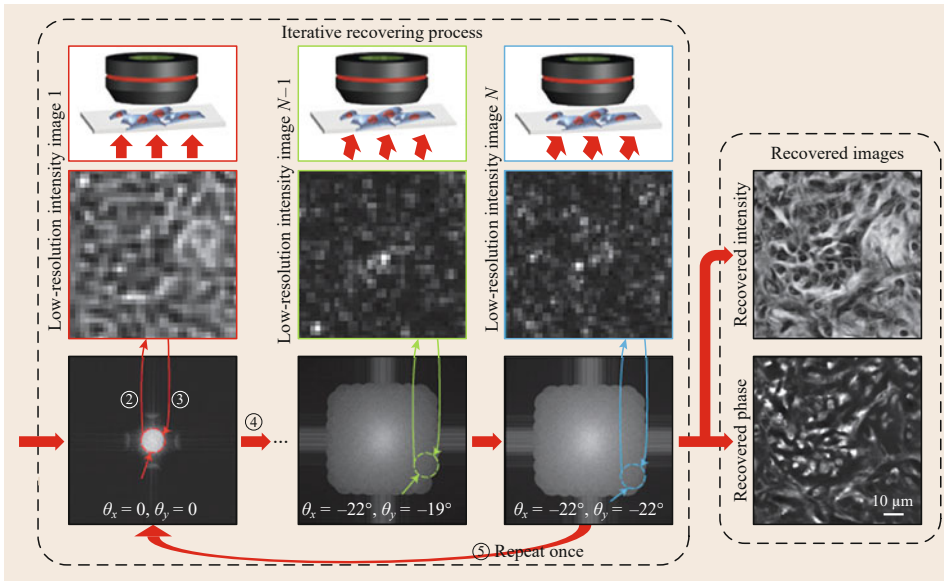 Iterative recovering process
Low-resolution intensity image 1
Low-resolution intensity image N−1
Low-resolution intensity image N
②
③
④
...
θx = 0, θy = 0
θx = −22°, θy = −19°
θx = −22°, θy = −22°
⑤ Repeat once
Recovered images
Recovered intensity
Recovered phase
10 µm